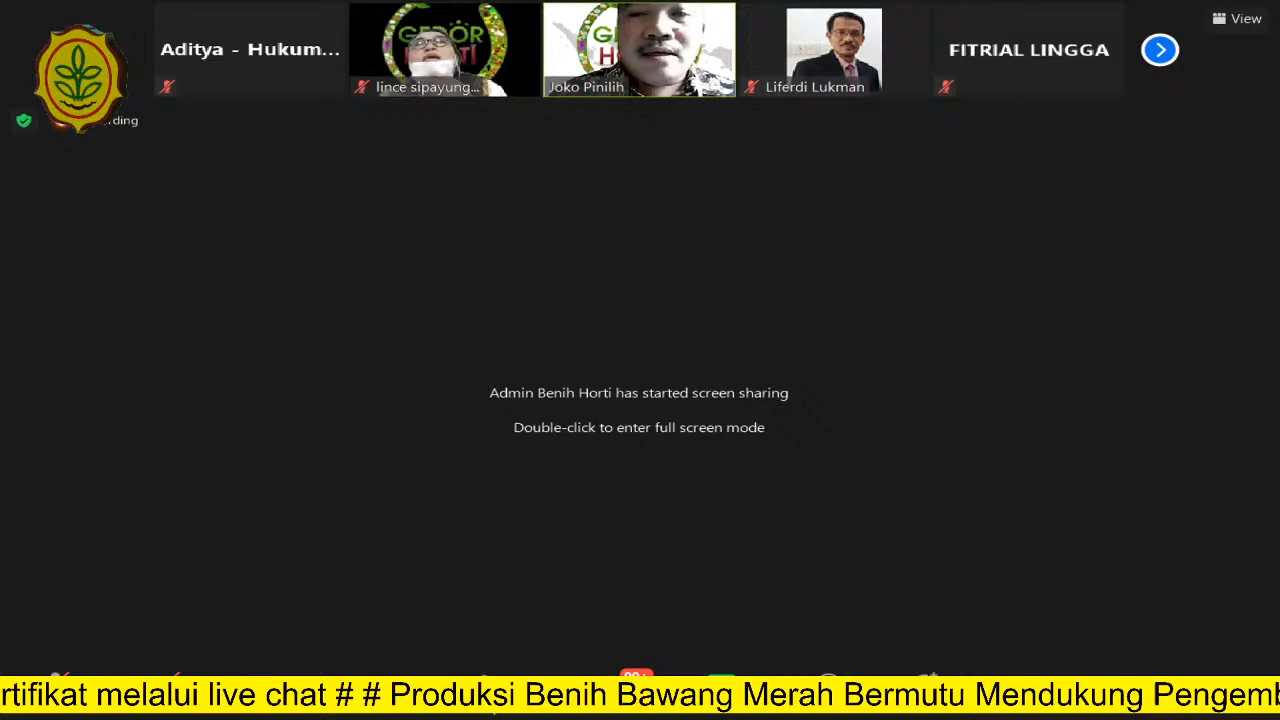 View
Aditya - Hukum...
lince sipayung...
Joko Pinilih
Liferdi Lukman
FITRIAL LINGGA
GEDOR
Admin Benih Horti has started screen sharing
Double-click to enter full screen mode
rtifikat melalui live chat # # Produksi Benih Bawang Merah Bermutu Mendukung Pengemb